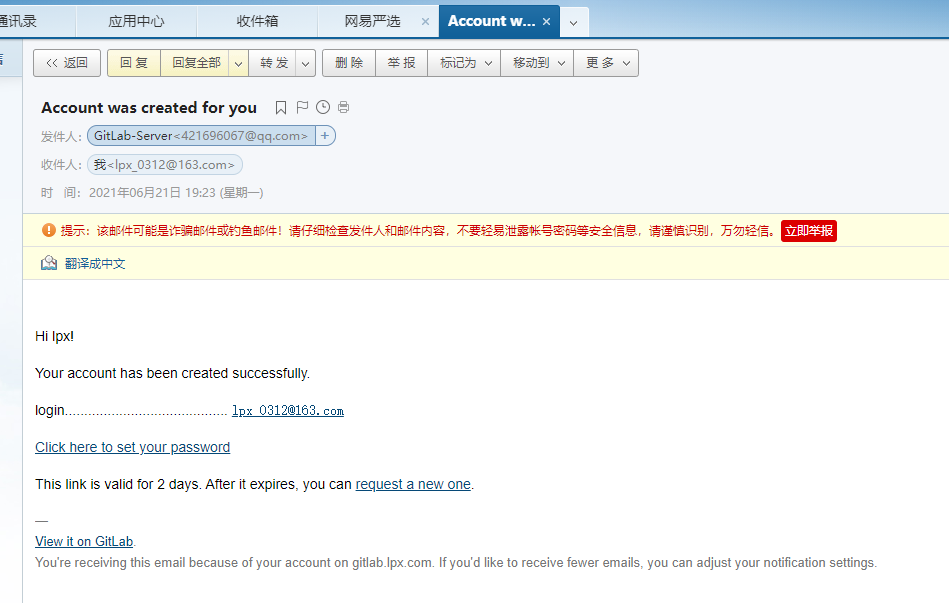 通讯录 应用中心 收件箱 网易严选 × Account w... ×
<< 返回 回 复 回复全部 转 发 删 除 举 报 标记为 移动到 更 多
Account was created for you
发件人： GitLab-Server<421696067@qq.com> +
收件人： 我<lpx_0312@163.com>
时 间： 2021年06月21日 19:23 (星期一)
提示：该邮件可能是诈骗邮件或钓鱼邮件！请仔细检查发件人和邮件内容，不要轻易泄露帐号密码等安全信息，请谨慎识别，万勿轻信。 立即举报
翻译成中文
Hi lpx!
Your account has been created successfully.
login.......................................... lpx_0312@163.com
Click here to set your password
This link is valid for 2 days. After it expires, you can request a new one.
—
View it on GitLab.
You're receiving this email because of your account on gitlab.lpx.com. If you'd like to receive fewer emails, you can adjust your notification settings.